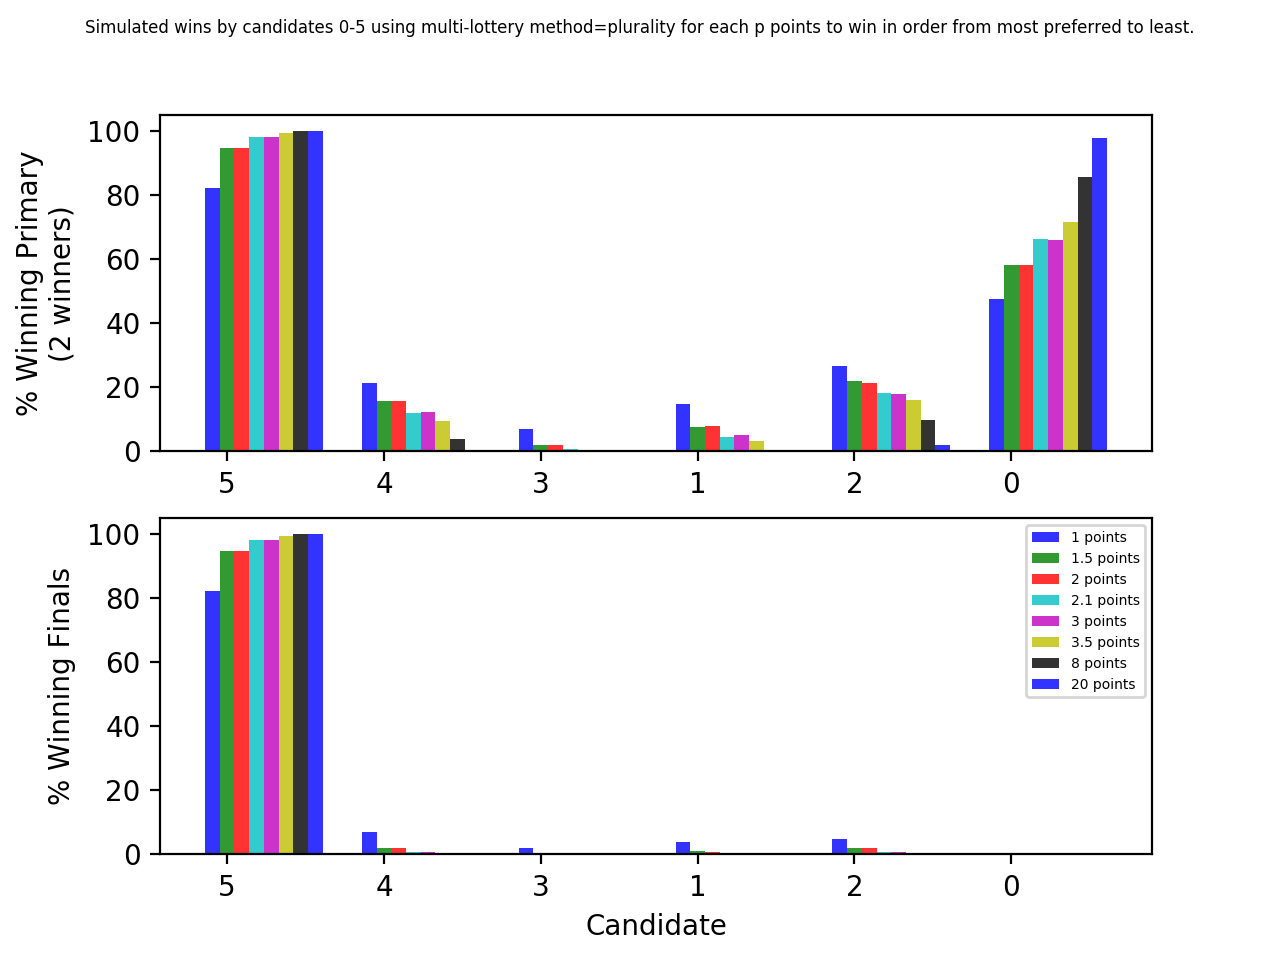 Simulated wins by candidates 0-5 using multi-lottery method=plurality for each p points to win in order from most preferred to least.
% Winning Primary
(2 winners)
100
80
60
40
20
0
5 4 3 1 2 0
% Winning Finals
100
80
60
40
20
0
1 points
1.5 points
2 points
2.1 points
3 points
3.5 points
8 points
20 points
5 4 3 1 2 0
Candidate